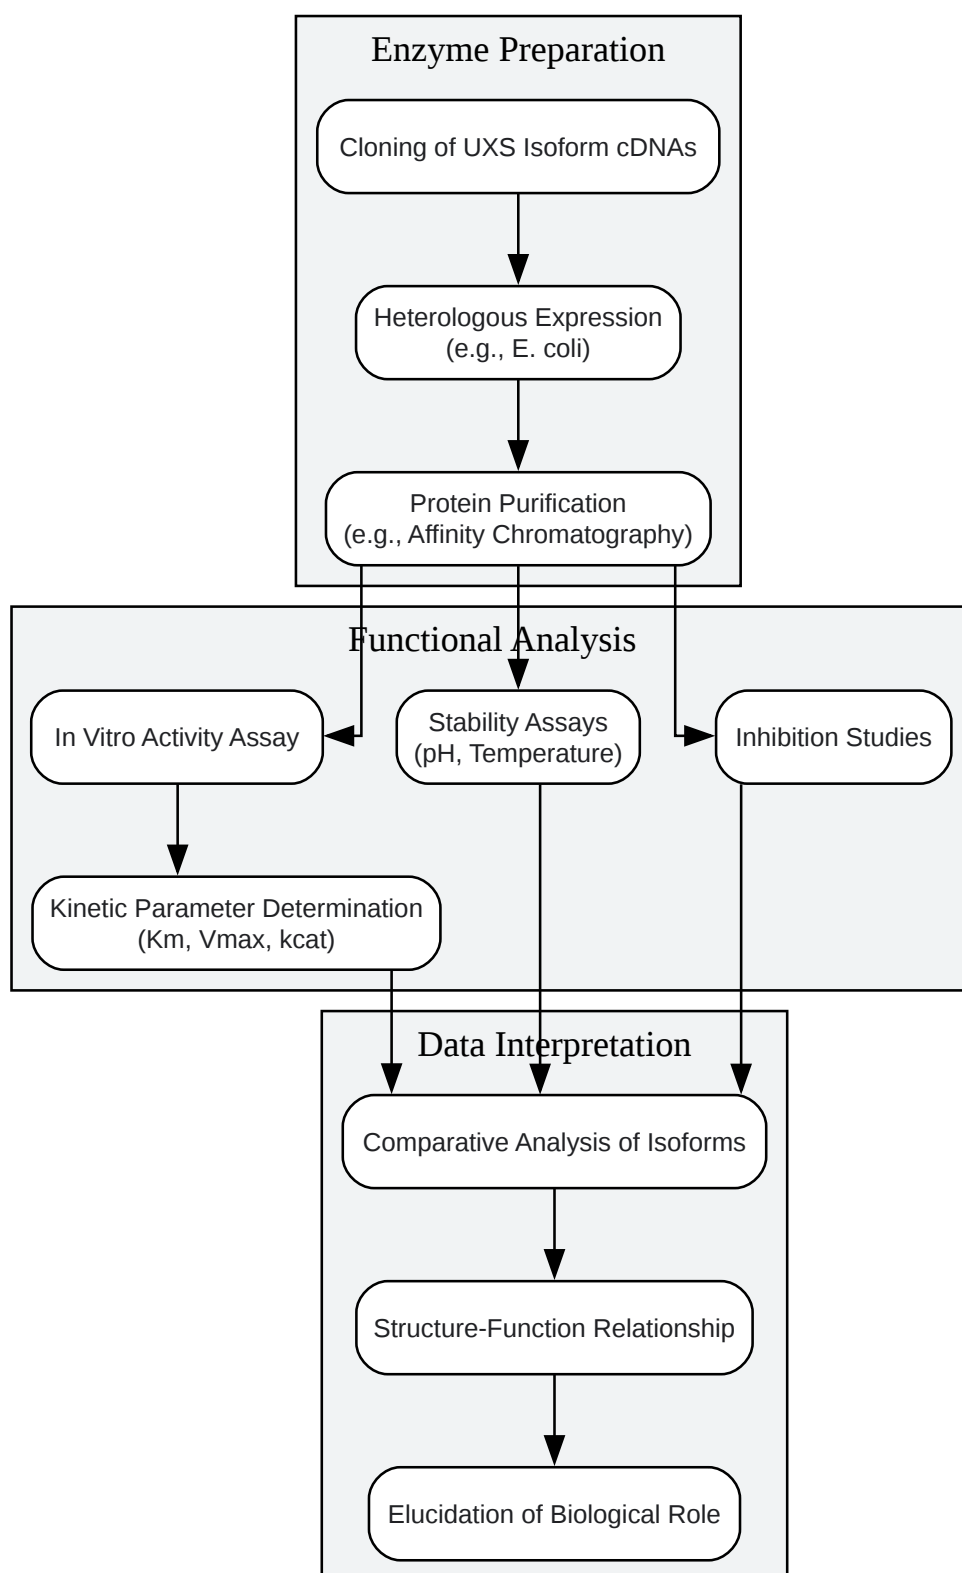 Enzyme Preparation
Cloning of UXS Isoform cDNAs
Heterologous Expression
(e.g., E. coli)
Protein Purification
(e.g., Affinity Chromatography)
Functional Analysis
In Vitro Activity Assay
Stability Assays
(pH, Temperature)
Inhibition Studies
Kinetic Parameter Determination
(Km, Vmax, kcat)
Data Interpretation
Comparative Analysis of Isoforms
Structure-Function Relationship
Elucidation of Biological Role